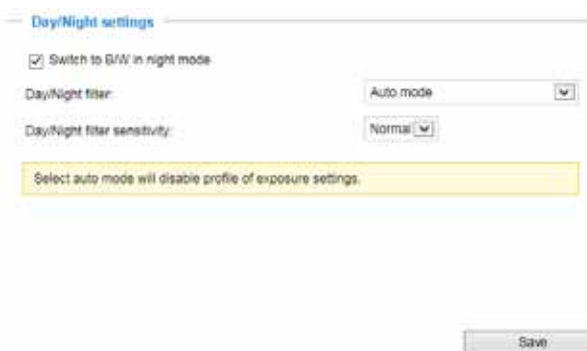 Day/Night settings
Switch to B/W in night mode
Day/Night filter: Auto mode
Day/Night filter sensitivity: Normal
Select auto mode will disable profile of exposure settings.
Save